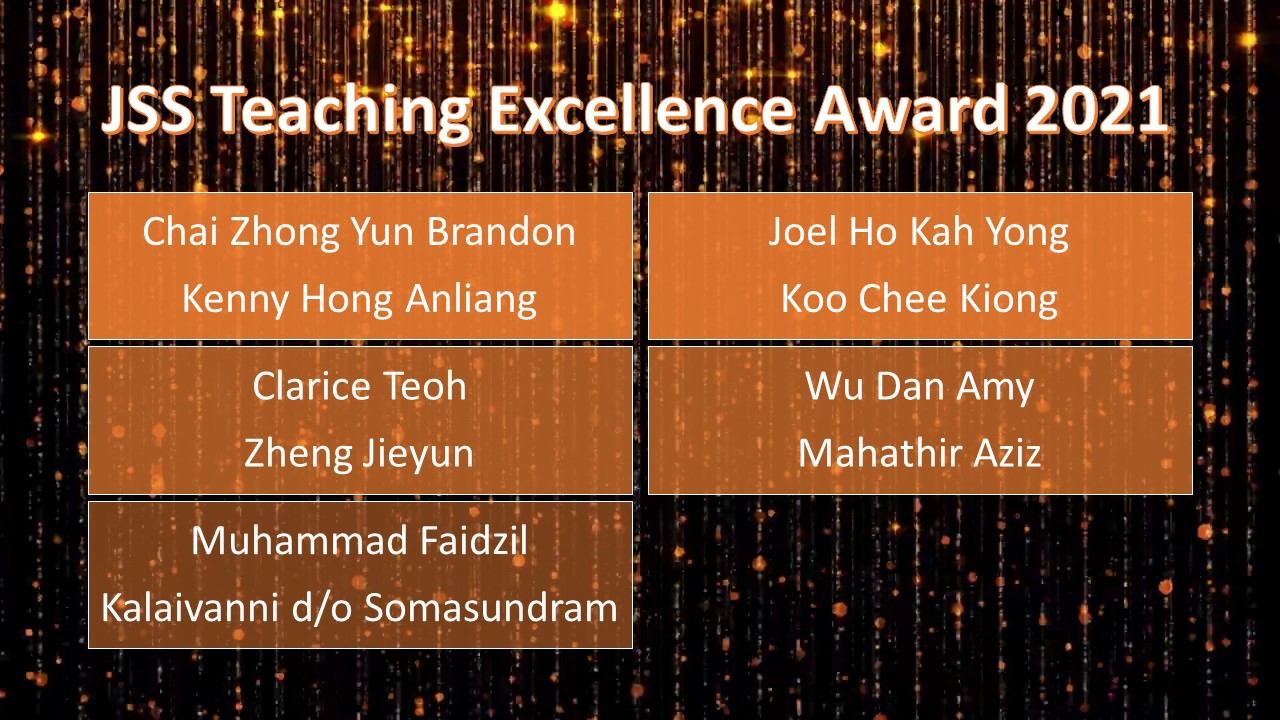 JSS Teaching Excellence Award 2021
Chai Zhong Yun Brandon
Kenny Hong Anliang
Joel Ho Kah Yong
Koo Chee Kiong
Clarice Teoh
Zheng Jieyun
Wu Dan Amy
Mahathir Aziz
Muhammad Faidzil
Kalaivanni d/o Somasundram